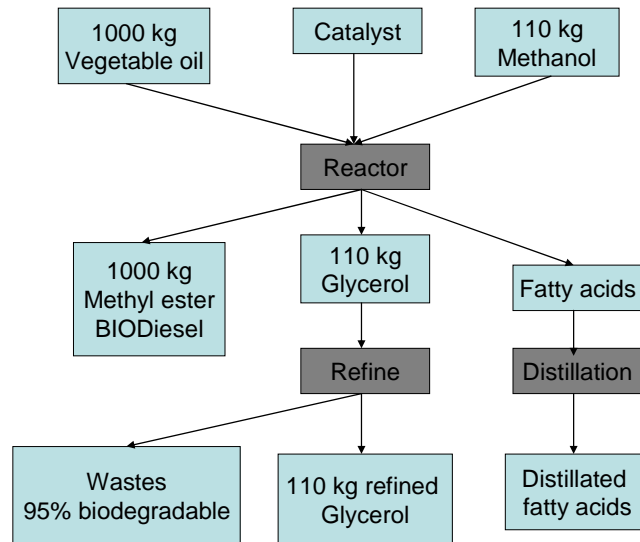 1000 kg
Vegetable oil
Catalyst
110 kg
Methanol
Reactor
1000 kg
Methyl ester
BIODiesel
110 kg
Glycerol
Fatty acids
Refine
Distillation
Wastes
95% biodegradable
110 kg refined
Glycerol
Distillated
fatty acids